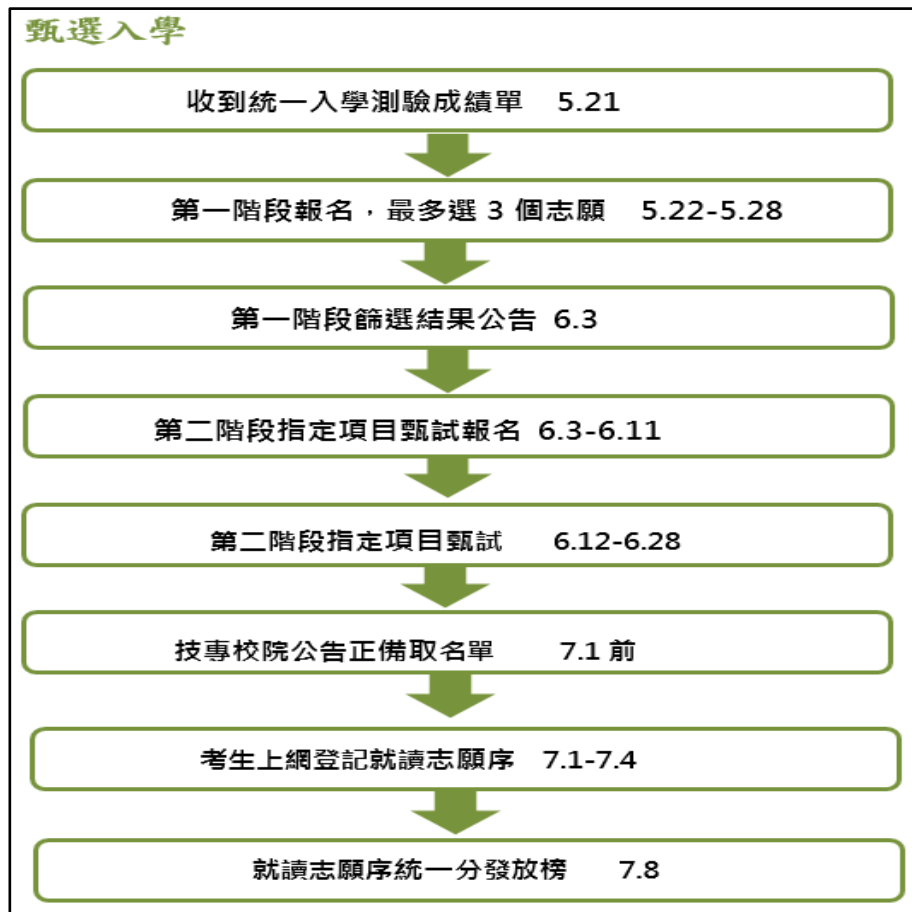 甄選入學
收到統一入學測驗成績單 5.21
第一階段報名，最多選 3 個志願 5.22-5.28
第一階段篩選結果公告 6.3
第二階段指定項目甄試報名 6.3-6.11
第二階段指定項目甄試 6.12-6.28
技專校院公告正備取名單 7.1 前
考生上網登記就讀志願序 7.1-7.4
就讀志願序統一分發放榜 7.8